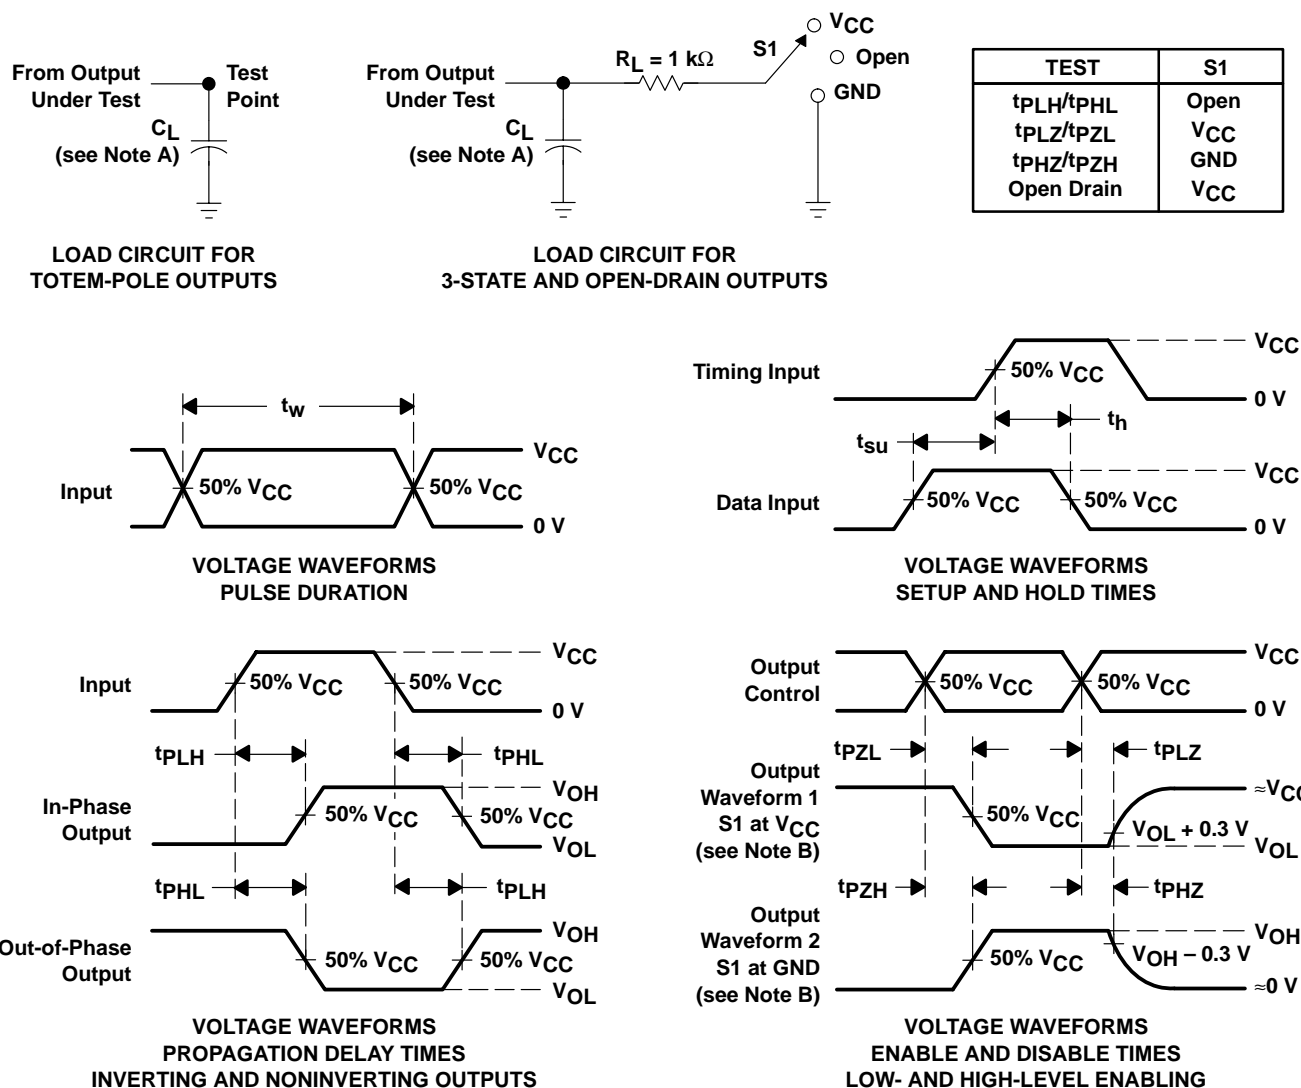 From Output
Under Test
Test
Point
CL
(see Note A)
LOAD CIRCUIT FOR
TOTEM-POLE OUTPUTS
From Output
Under Test
RL = 1 kΩ
S1
VCC
Open
GND
CL
(see Note A)
LOAD CIRCUIT FOR
3-STATE AND OPEN-DRAIN OUTPUTS
TEST S1
tPLH/tPHL Open
tPLZ/tPZL VCC
tPHZ/tPZH GND
Open Drain VCC
tw
VCC
Input
50% VCC
50% VCC
0 V
VOLTAGE WAVEFORMS
PULSE DURATION
VCC
Timing Input
50% VCC
0 V
th
tsu
VCC
Data Input
50% VCC
50% VCC
0 V
VOLTAGE WAVEFORMS
SETUP AND HOLD TIMES
VCC
Input
50% VCC
50% VCC
0 V
tPLH
tPHL
VOH
In-Phase
Output
50% VCC
50% VCC
VOL
tPHL
tPLH
VOH
Out-of-Phase
Output
50% VCC
50% VCC
VOL
VOLTAGE WAVEFORMS
PROPAGATION DELAY TIMES
INVERTING AND NONINVERTING OUTPUTS
VCC
Output
Control
50% VCC
50% VCC
0 V
tPZL
tPLZ
Output
Waveform 1
S1 at VCC
(see Note B)
≈VCC
50% VCC
VOL + 0.3 V
VOL
tPZH
tPHZ
Output
Waveform 2
S1 at GND
(see Note B)
VOH
50% VCC
VOH – 0.3 V
≈0 V
VOLTAGE WAVEFORMS
ENABLE AND DISABLE TIMES
LOW- AND HIGH-LEVEL ENABLING